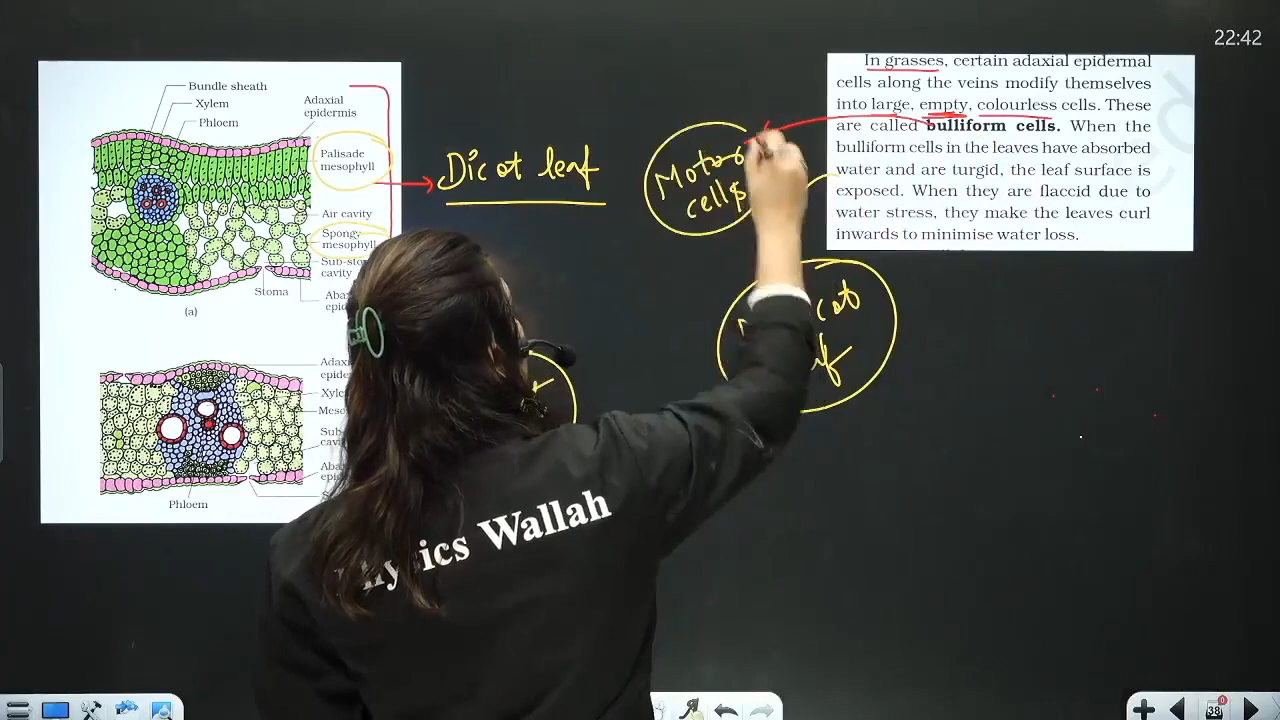 22:42
Bundle sheath
Xylem
Phloem
Adaxial
epidermis
Palisade
mesophyll
Air cavity
Spongy
mesophyll
cavity
Stoma
(a)
Phloem
Dicot leaf
Motor
cells
In grasses, certain adaxial epidermal
cells along the veins modify themselves
into large, empty, colourless cells. These
are called bulliform cells. When the
bulliform cells in the leaves have absorbed
water and are turgid, the leaf surface is
exposed. When they are flaccid due to
water stress, they make the leaves curl
inwards to minimise water loss.
Wallah
38